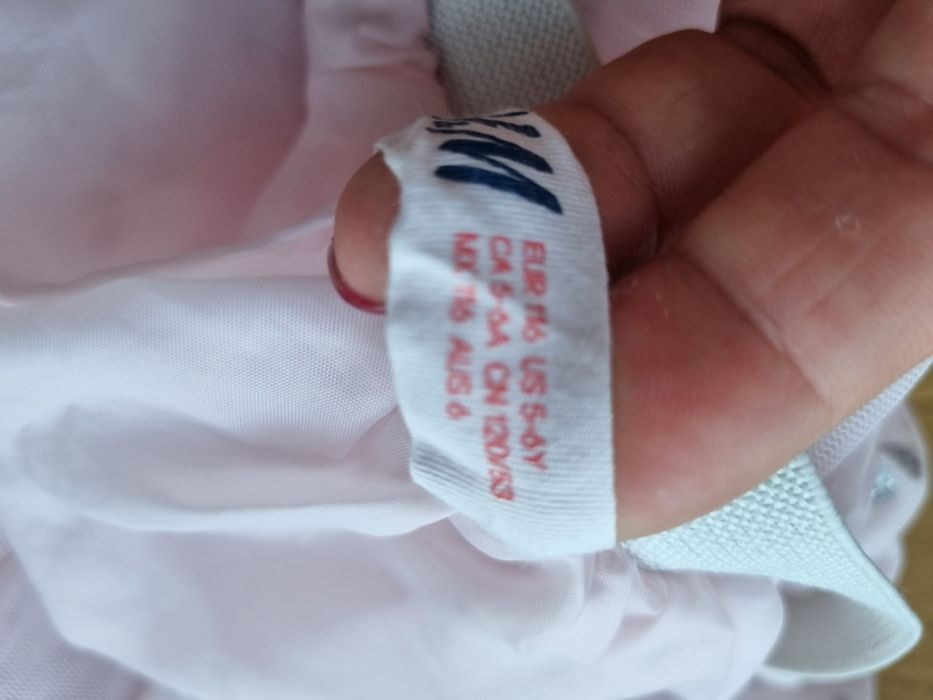 H&M
EUR 116 US 5-6Y
CA 5-6A CN 120/53
MX 116 AUS 6